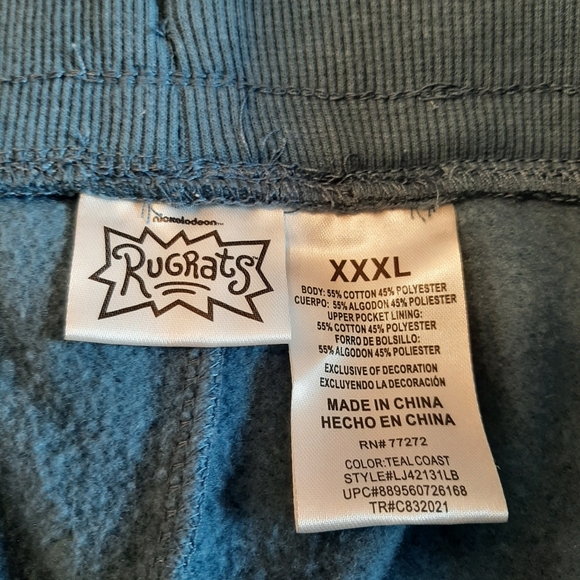 nickelodeon
RUGRatS
XXXL
BODY: 55% COTTON 45% POLYESTER
CUERPO: 55% ALGODON 45% POLIESTER
UPPER POCKET LINING:
55% COTTON 45% POLYESTER
FORRO DE BOLSILLO:
55% ALGODON 45% POLIESTER
EXCLUSIVE OF DECORATION
EXCLUYENDO LA DECORACIÓN
MADE IN CHINA
HECHO EN CHINA
RN# 77272
COLOR:TEAL COAST
STYLE#LJ42131LB
UPC#889560726168
TR#C832021